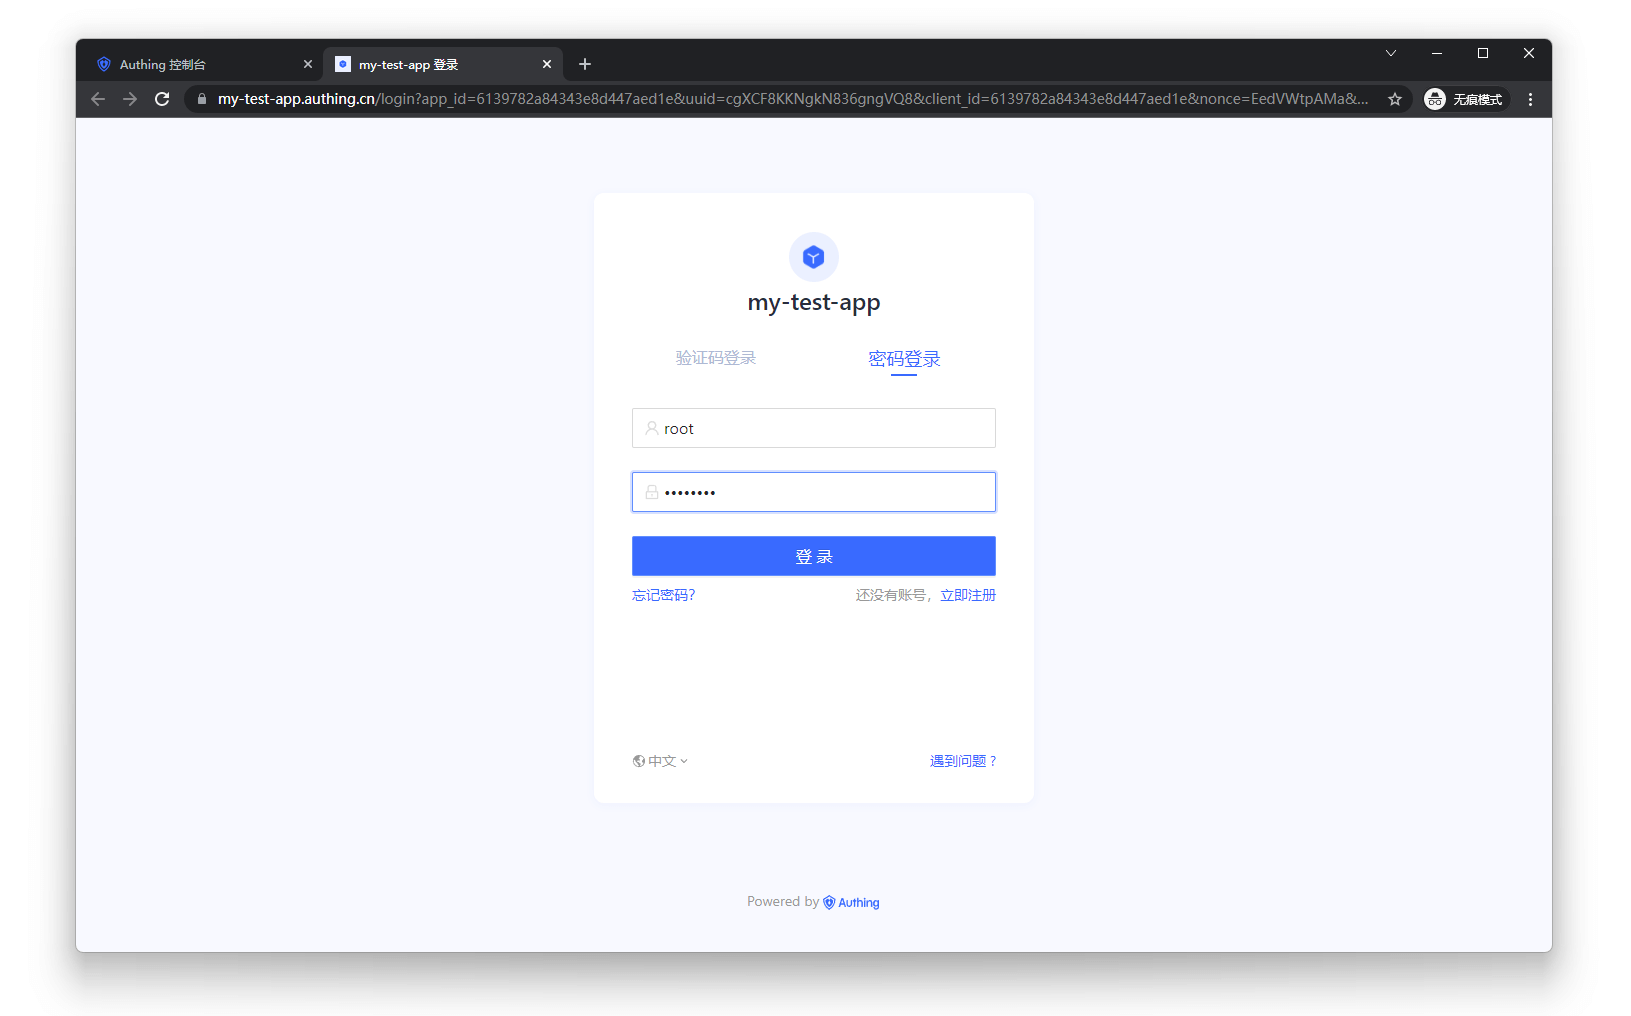 Authing 控制台
my-test-app 登录
my-test-app.authing.cn/login?app_id=6139782a84343e8d447aed1e&uuid=cgXCF8KKNgkN836gngVQ8&client_id=6139782a84343e8d447aed1e&nonce=EedVWtpAMa&...
无痕模式
my-test-app
验证码登录 密码登录
root
••••••••
登 录
忘记密码? 还没有账号，立即注册
中文 遇到问题 ?
Powered by Authing